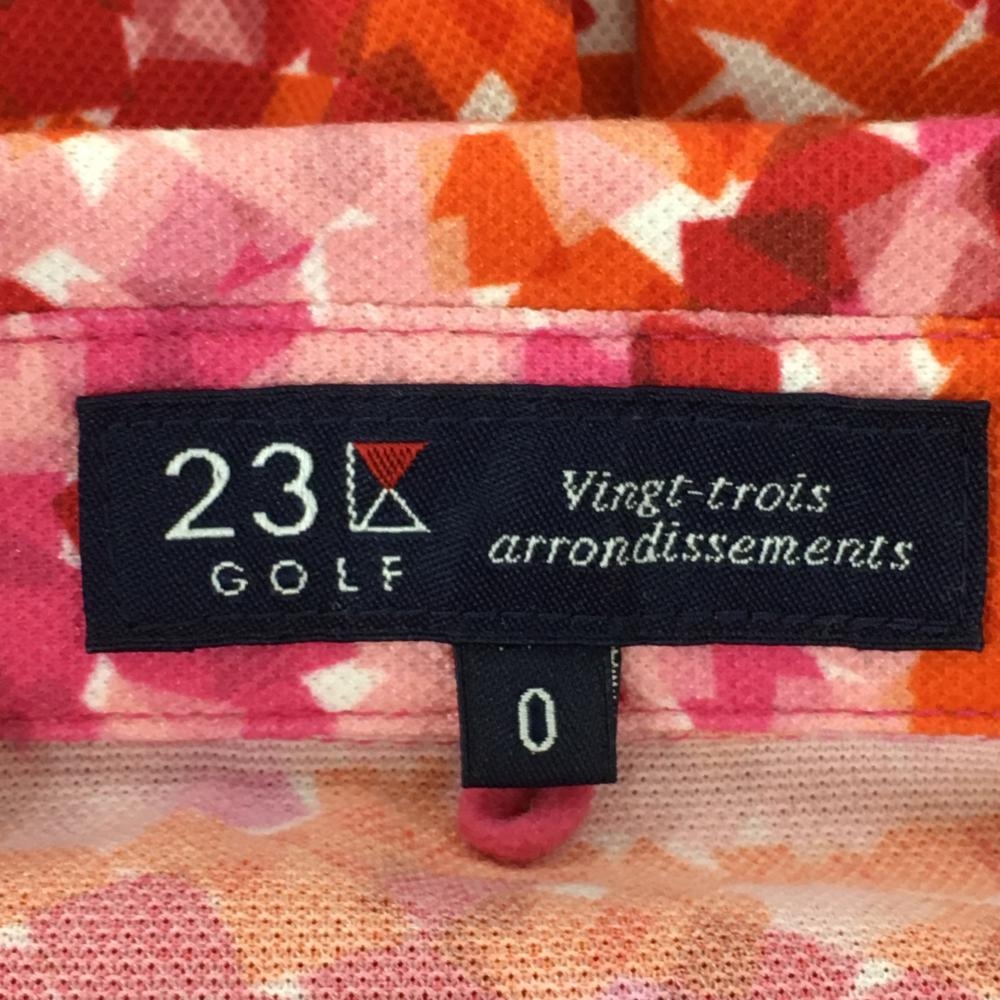 23
GOLF
Vingt-trois
arrondissements
0